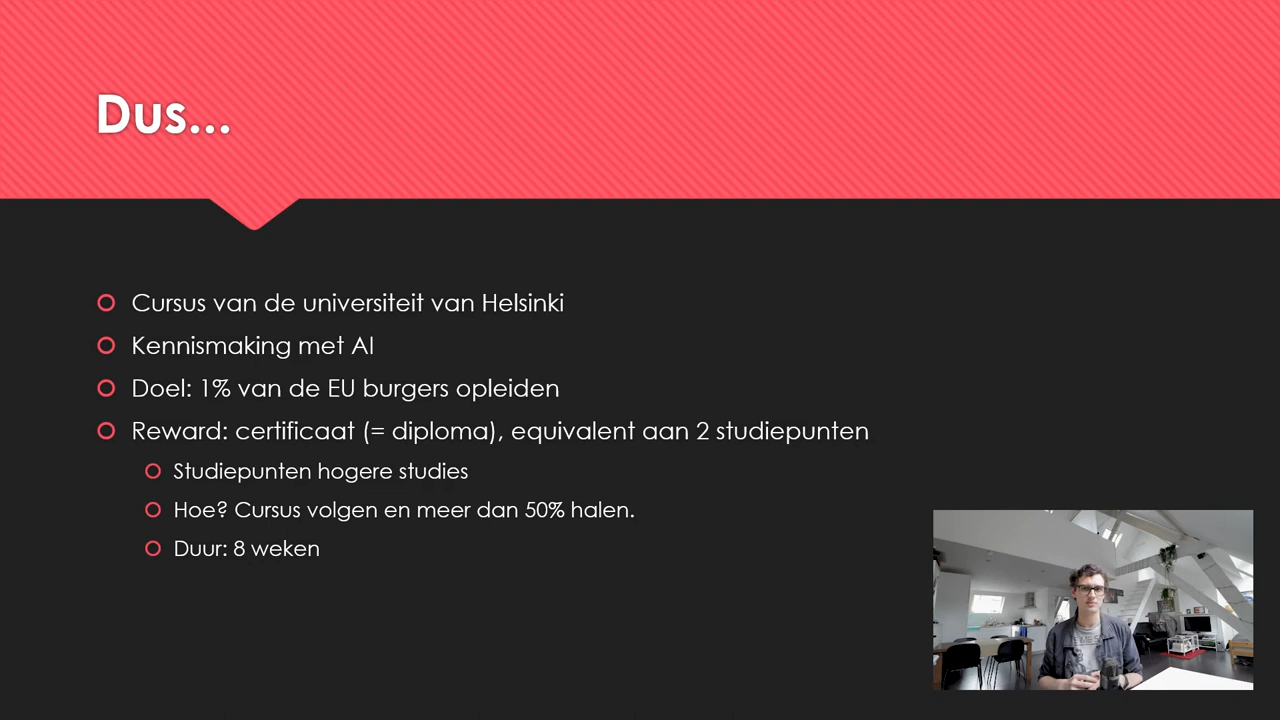 Dus...
Cursus van de universiteit van Helsinki
Kennismaking met AI
Doel: 1% van de EU burgers opleiden
Reward: certificaat (= diploma), equivalent aan 2 studiepunten
Studiepunten hogere studies
Hoe? Cursus volgen en meer dan 50% halen.
Duur: 8 weken